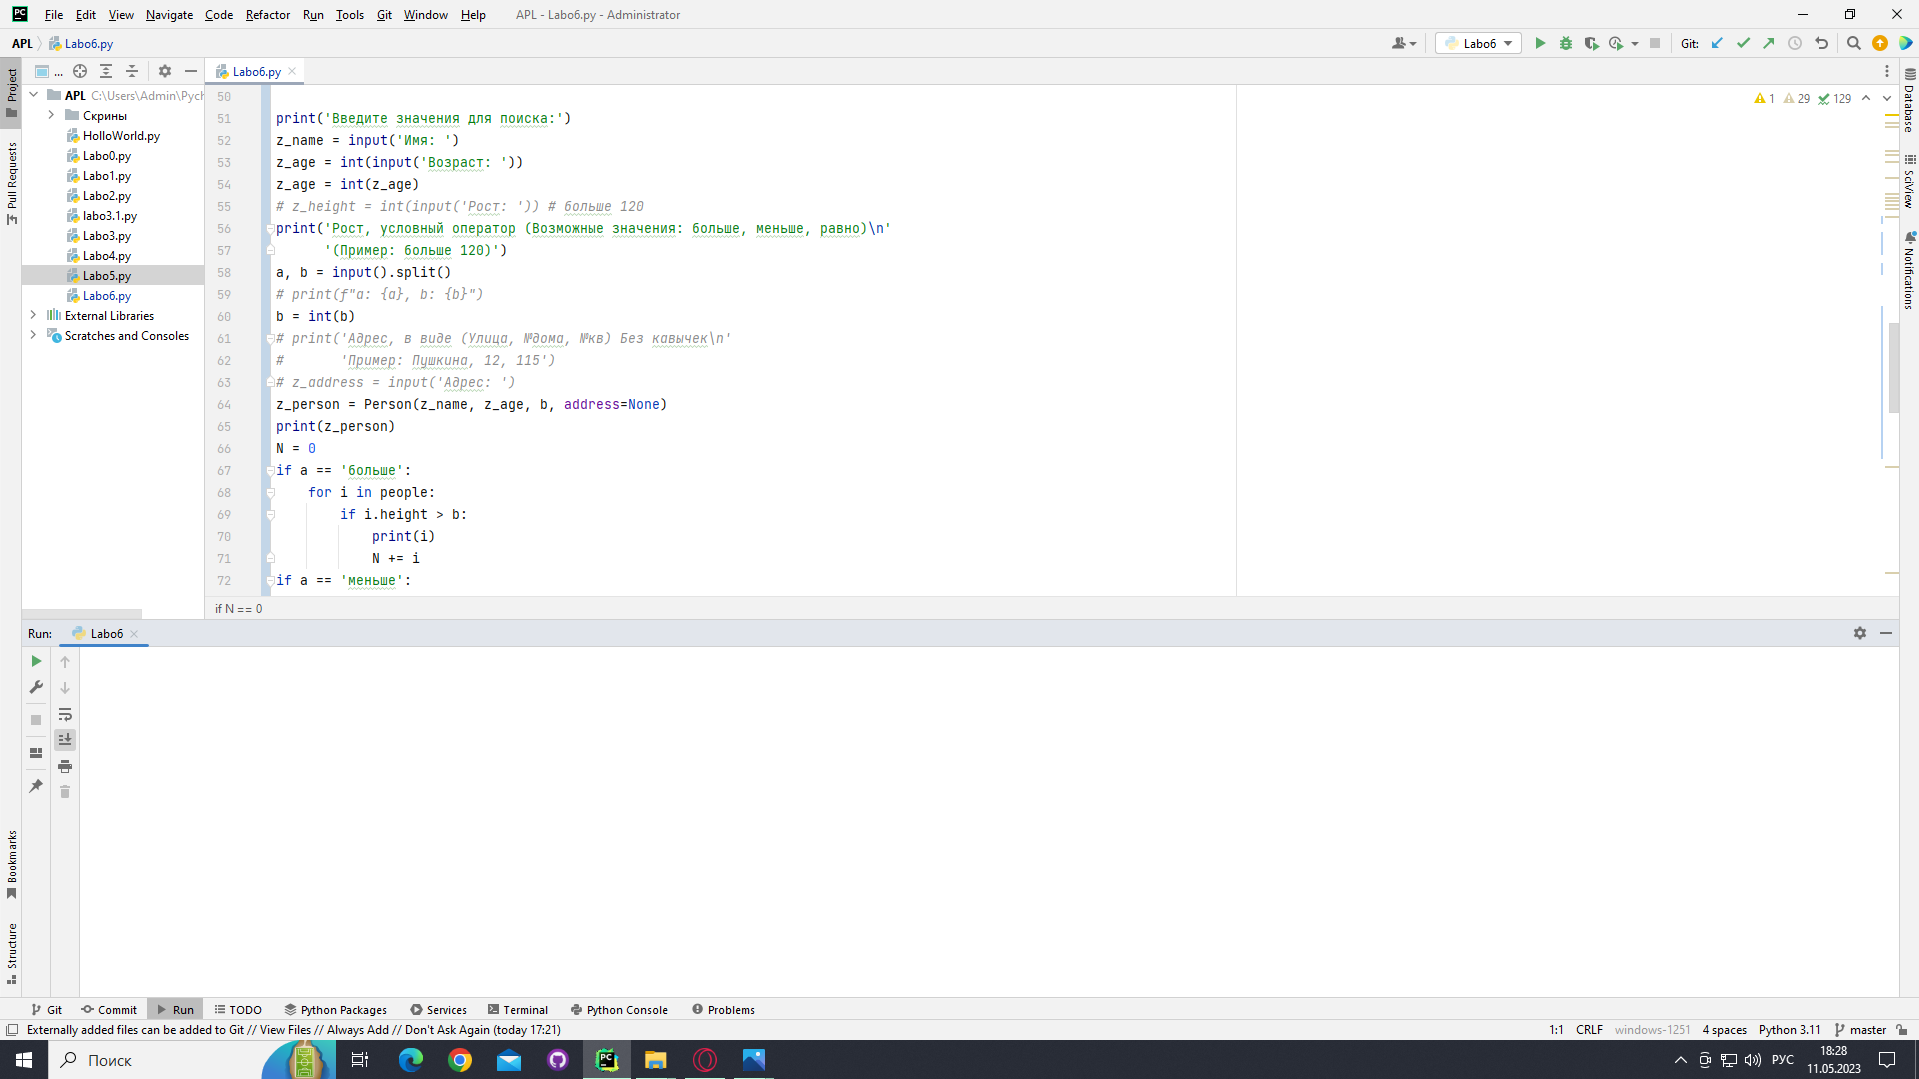 File Edit View Navigate Code Refactor Run Tools Git Window Help APL - Labo6.py - Administrator
APL Labo6.py Labo6 Git:
Project ... Labo6.py
APL C:\Users\Admin\Pych
Скрины
HolloWorld.py
Labo0.py
Labo1.py
Labo2.py
labo3.1.py
Labo3.py
Labo4.py
Labo5.py
Labo6.py
External Libraries
Scratches and Consoles
Pull Requests
1 29 129
50
51 print('Введите значения для поиска:')
52 z_name = input('Имя: ')
53 z_age = int(input('Возраст: '))
54 z_age = int(z_age)
55 # z_height = int(input('Рост: ')) # больше 120
56 print('Рост, условный оператор (Возможные значения: больше, меньше, равно)\n'
57 '(Пример: больше 120)')
58 a, b = input().split()
59 # print(f"a: {a}, b: {b}")
60 b = int(b)
61 # print('Адрес, в виде (Улица, №дома, №кв) Без кавычек\n'
62 # 'Пример: Пушкина, 12, 115')
63 # z_address = input('Адрес: ')
64 z_person = Person(z_name, z_age, b, address=None)
65 print(z_person)
66 N = 0
67 if a == 'больше':
68 for i in people:
69 if i.height > b:
70 print(i)
71 N += i
72 if a == 'меньше':
if N == 0
Database
SciView
Notifications
Run: Labo6
Bookmarks
Structure
Git Commit Run TODO Python Packages Services Terminal Python Console Problems
Externally added files can be added to Git // View Files // Always Add // Don't Ask Again (today 17:21) 1:1 CRLF windows-1251 4 spaces Python 3.11 master
Поиск PC РУС 18:28
11.05.2023